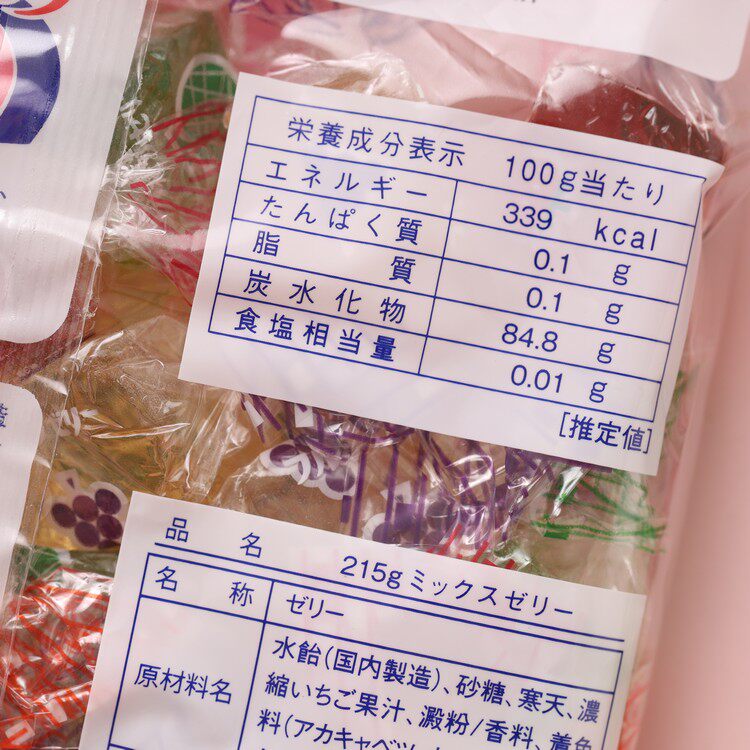 栄養成分表示 100g当たり
エネルギー 339 kcal
たんぱく質 0.1 g
脂質 0.1 g
炭水化物 84.8 g
食塩相当量 0.01 g
[推定値]
品名 215gミックスゼリー
名称 ゼリー
原材料名 水飴(国内製造)、砂糖、寒天、濃
縮いちご果汁、澱粉/香料、着色
料(アカキャベツ、